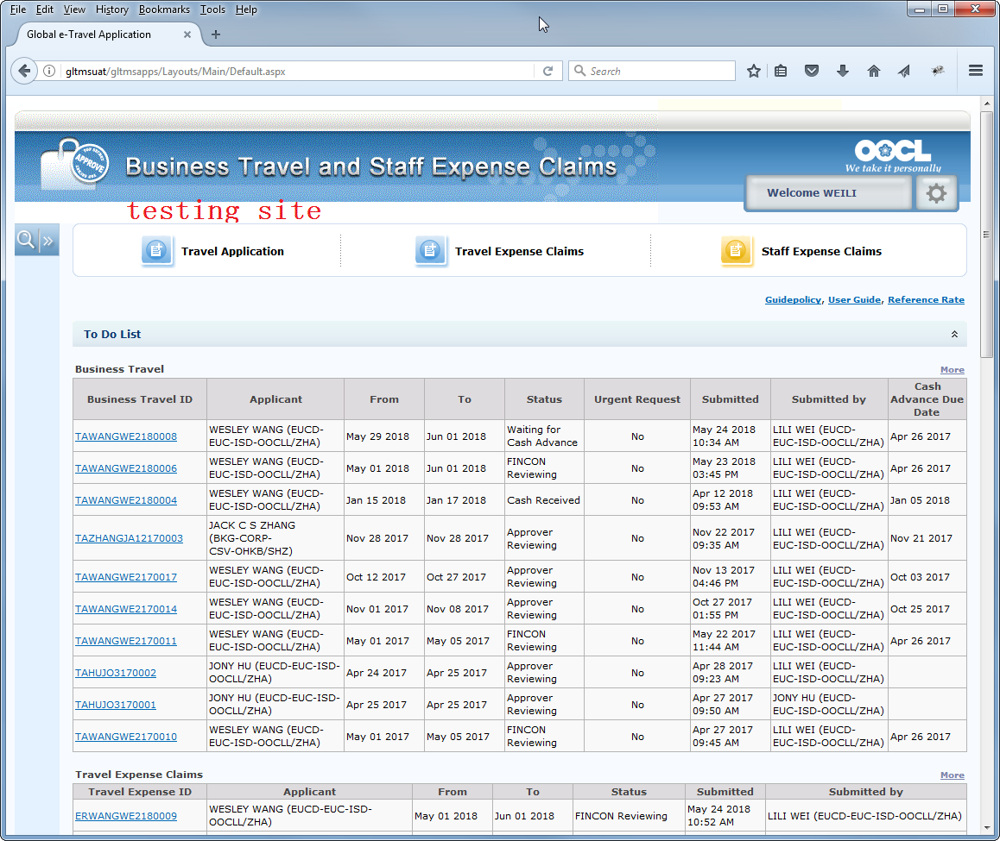 File Edit View History Bookmarks Tools Help
Global e-Travel Application
gltmsuat/gltmsapps/Layouts/Main/Default.aspx
Search
APPROVE
Business Travel and Staff Expense Claims
OOCL
We take it personally
testing site
Welcome WEILI
Travel Application
Travel Expense Claims
Staff Expense Claims
Guidepolicy, User Guide, Reference Rate
To Do List
Business Travel
More
Business Travel ID Applicant From To Status Urgent Request Submitted Submitted by Cash
Advance Due
Date
TAWANGWE2180008 WESLEY WANG (EUCD- May 29 2018 Jun 01 2018 Waiting for No May 24 2018 LILI WEI (EUCD- Apr 26 2017
EUC-ISD-OOCLL/ZHA) Cash Advance 10:34 AM EUC-ISD-OOCLL/ZHA)
TAWANGWE2180006 WESLEY WANG (EUCD- May 01 2018 Jun 01 2018 FINCON No May 23 2018 LILI WEI (EUCD- Apr 26 2017
EUC-ISD-OOCLL/ZHA) Reviewing 03:45 PM EUC-ISD-OOCLL/ZHA)
TAWANGWE2180004 WESLEY WANG (EUCD- Jan 15 2018 Jan 17 2018 Cash Received No Apr 12 2018 LILI WEI (EUCD- Jan 05 2018
EUC-ISD-OOCLL/ZHA) 09:53 AM EUC-ISD-OOCLL/ZHA)
TAZHANGJA12170003 JACK C S ZHANG Nov 28 2017 Nov 28 2017 Approver No Nov 22 2017 LILI WEI (EUCD- Nov 21 2017
(BKG-CORP- Reviewing 09:35 AM EUC-ISD-OOCLL/ZHA)
CSV-OHKB/SHZ)
TAWANGWE2170017 WESLEY WANG (EUCD- Oct 12 2017 Oct 27 2017 Approver No Nov 13 2017 LILI WEI (EUCD- Oct 03 2017
EUC-ISD-OOCLL/ZHA) Reviewing 04:46 PM EUC-ISD-OOCLL/ZHA)
TAWANGWE2170014 WESLEY WANG (EUCD- Nov 01 2017 Nov 08 2017 Approver No Oct 27 2017 LILI WEI (EUCD- Oct 25 2017
EUC-ISD-OOCLL/ZHA) Reviewing 01:55 PM EUC-ISD-OOCLL/ZHA)
TAWANGWE2170011 WESLEY WANG (EUCD- May 01 2017 May 05 2017 FINCON No May 22 2017 LILI WEI (EUCD- Apr 26 2017
EUC-ISD-OOCLL/ZHA) Reviewing 11:44 AM EUC-ISD-OOCLL/ZHA)
TAHUJO3170002 JONY HU (EUCD-EUC-ISD- Apr 24 2017 Apr 25 2017 Approver No Apr 28 2017 LILI WEI (EUCD-
OOCLL/ZHA) Reviewing 09:23 AM EUC-ISD-OOCLL/ZHA)
TAHUJO3170001 JONY HU (EUCD-EUC-ISD- Apr 25 2017 Apr 25 2017 Approver No Apr 27 2017 JONY HU (EUCD-
OOCLL/ZHA) Reviewing 09:50 AM EUC-ISD-OOCLL/ZHA)
TAWANGWE2170010 WESLEY WANG (EUCD- May 01 2017 May 05 2017 FINCON No Apr 27 2017 LILI WEI (EUCD- Apr 26 2017
EUC-ISD-OOCLL/ZHA) Reviewing 09:45 AM EUC-ISD-OOCLL/ZHA)
Travel Expense Claims
More
Travel Expense ID Applicant From To Status Submitted Submitted by
ERWANGWE2180009 WESLEY WANG (EUCD-EUC-ISD- May 01 2018 Jun 01 2018 FINCON Reviewing May 24 2018 LILI WEI (EUCD-EUC-ISD-OOCLL/ZHA)
OOCLL/ZHA) 10:52 AM